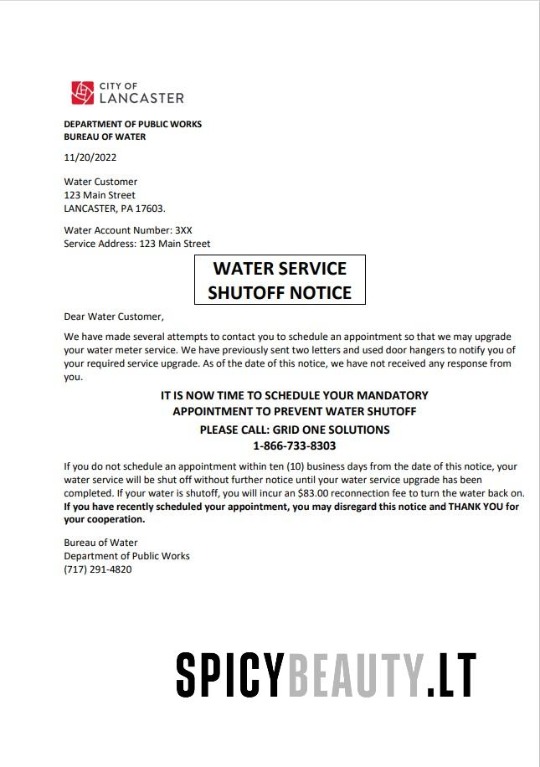 CITY OF
LANCASTER
DEPARTMENT OF PUBLIC WORKS
BUREAU OF WATER
11/20/2022
Water Customer
123 Main Street
LANCASTER, PA 17603.
Water Account Number: 3XX
Service Address: 123 Main Street
WATER SERVICE
SHUTOFF NOTICE
Dear Water Customer,
We have made several attempts to contact you to schedule an appointment so that we may upgrade
your water meter service. We have previously sent two letters and used door hangers to notify you of
your required service upgrade. As of the date of this notice, we have not received any response from
you.
IT IS NOW TIME TO SCHEDULE YOUR MANDATORY
APPOINTMENT TO PREVENT WATER SHUTOFF
PLEASE CALL: GRID ONE SOLUTIONS
1-866-733-8303
If you do not schedule an appointment within ten (10) business days from the date of this notice, your
water service will be shut off without further notice until your water service upgrade has been
completed. If your water is shutoff, you will incur an $83.00 reconnection fee to turn the water back on.
If you have recently scheduled your appointment, you may disregard this notice and THANK YOU for
your cooperation.
Bureau of Water
Department of Public Works
(717) 291-4820
SPICYBEAUTY.LT